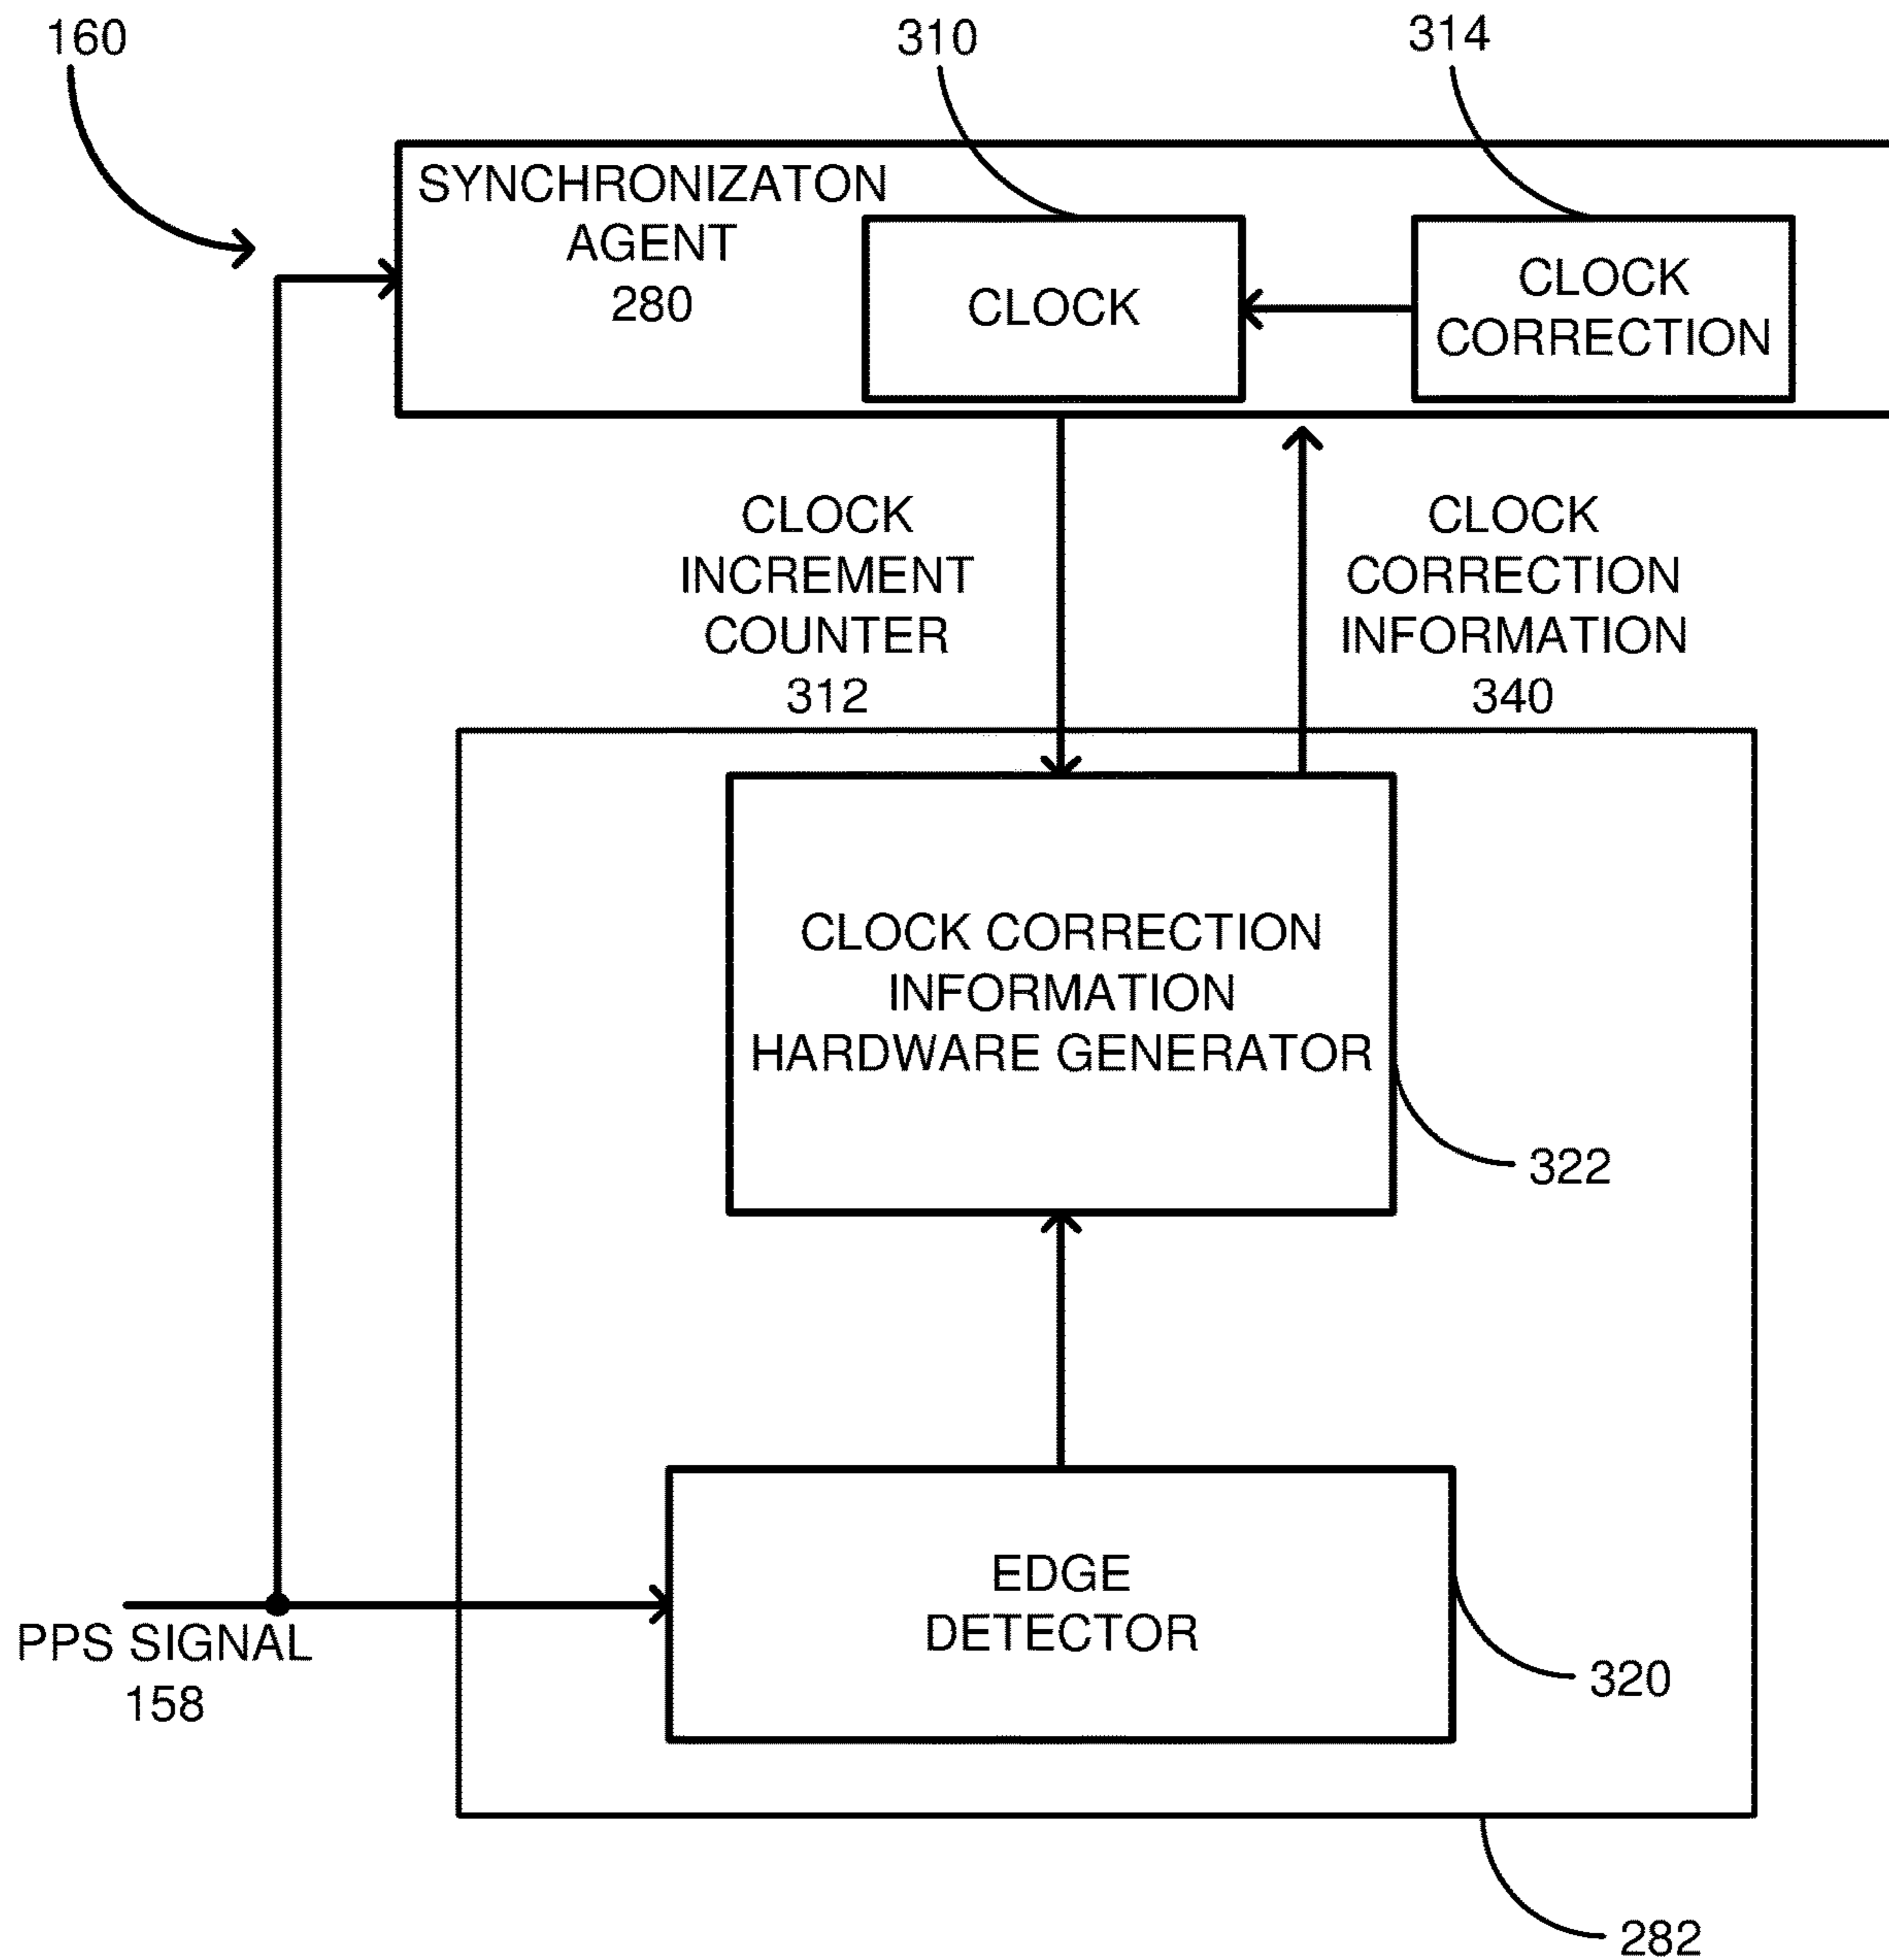 160
310
314
SYNCHRONIZATON
AGENT
280
CLOCK
CLOCK
CORRECTION
CLOCK
INCREMENT
COUNTER
312
CLOCK
CORRECTION
INFORMATION
340
CLOCK CORRECTION
INFORMATION
HARDWARE GENERATOR
322
EDGE
DETECTOR
320
PPS SIGNAL
158
282